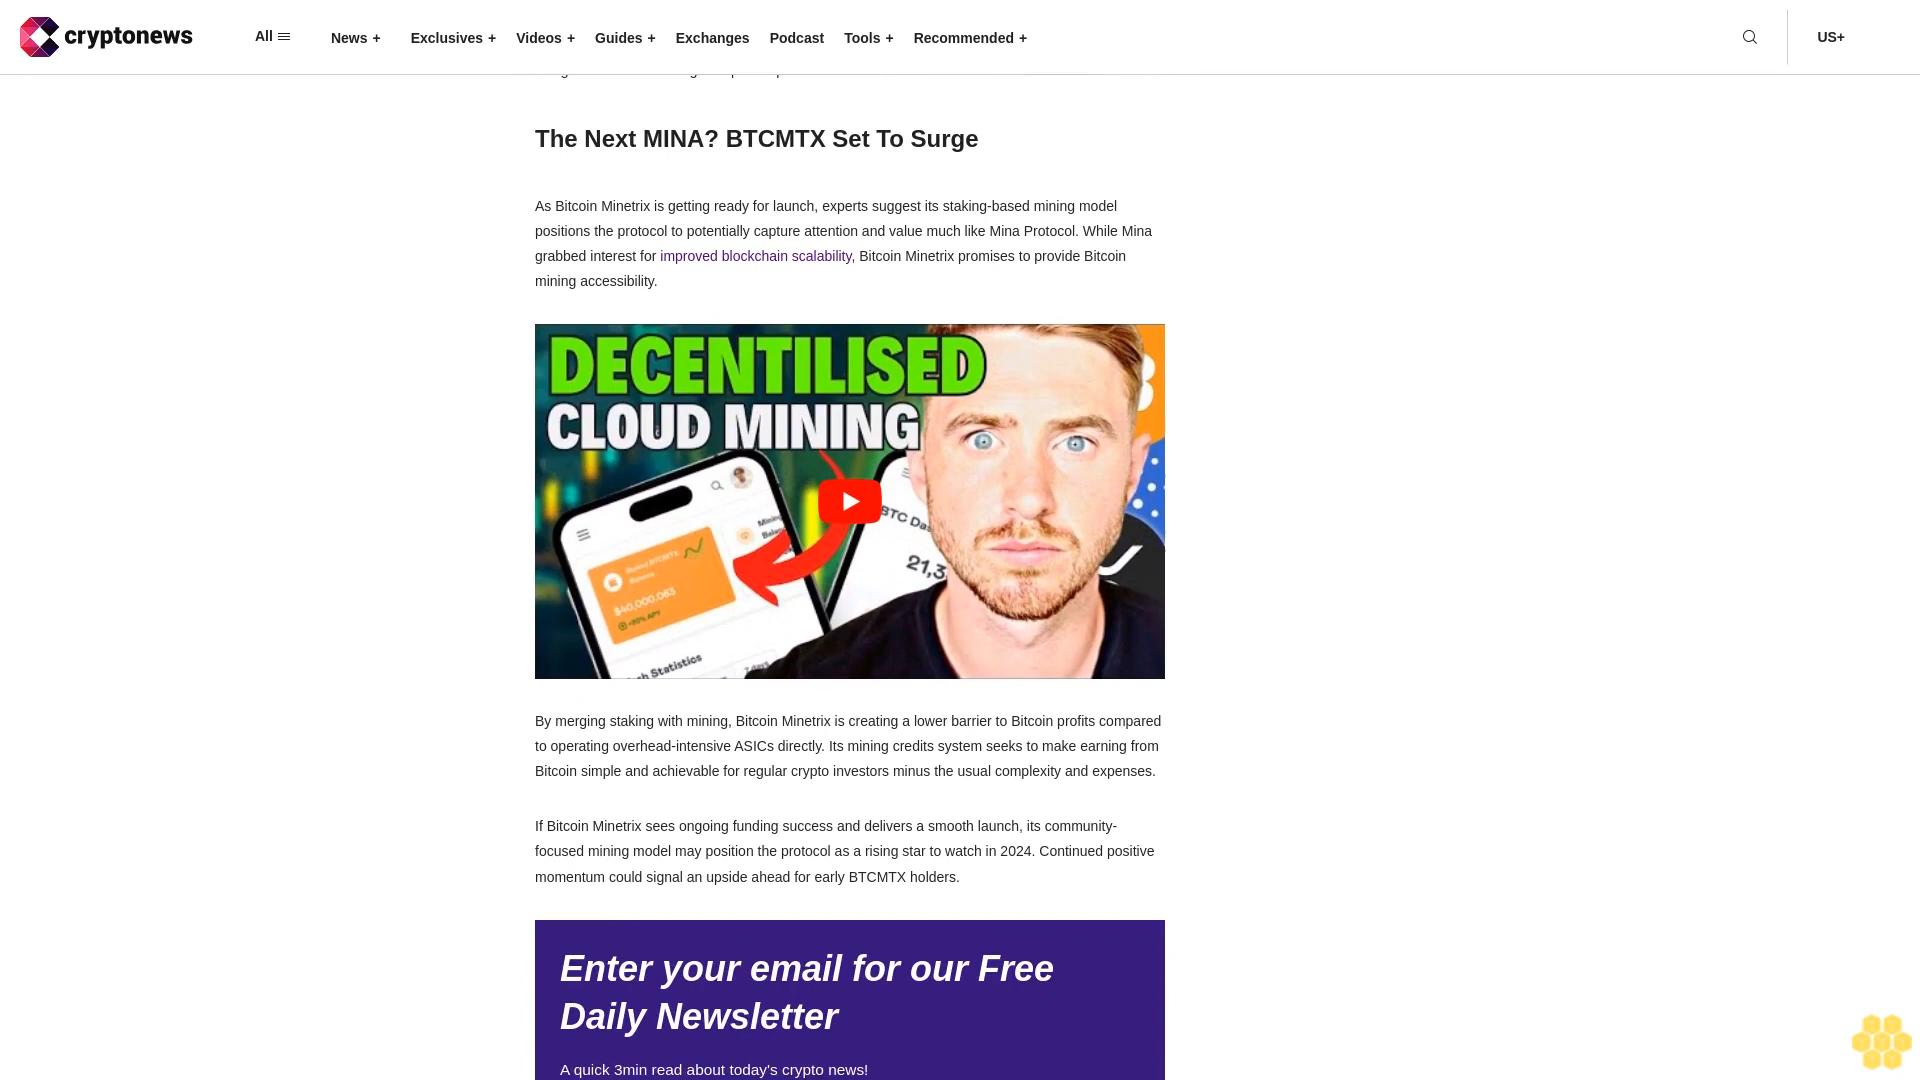 cryptonews
All
News +
Exclusives +
Videos +
Guides +
Exchanges
Podcast
Tools +
Recommended +
US+
The Next MINA? BTCMTX Set To Surge
As Bitcoin Minetrix is getting ready for launch, experts suggest its staking-based mining model
positions the protocol to potentially capture attention and value much like Mina Protocol. While Mina
grabbed interest for improved blockchain scalability, Bitcoin Minetrix promises to provide Bitcoin
mining accessibility.
DECENTILISED
CLOUD MINING
Mining
Balance
$40,000.063
BTC Das
21,3
Statistics
7 days
By merging staking with mining, Bitcoin Minetrix is creating a lower barrier to Bitcoin profits compared
to operating overhead-intensive ASICs directly. Its mining credits system seeks to make earning from
Bitcoin simple and achievable for regular crypto investors minus the usual complexity and expenses.
If Bitcoin Minetrix sees ongoing funding success and delivers a smooth launch, its community-
focused mining model may position the protocol as a rising star to watch in 2024. Continued positive
momentum could signal an upside ahead for early BTCMTX holders.
Enter your email for our Free
Daily Newsletter
A quick 3min read about today's crypto news!